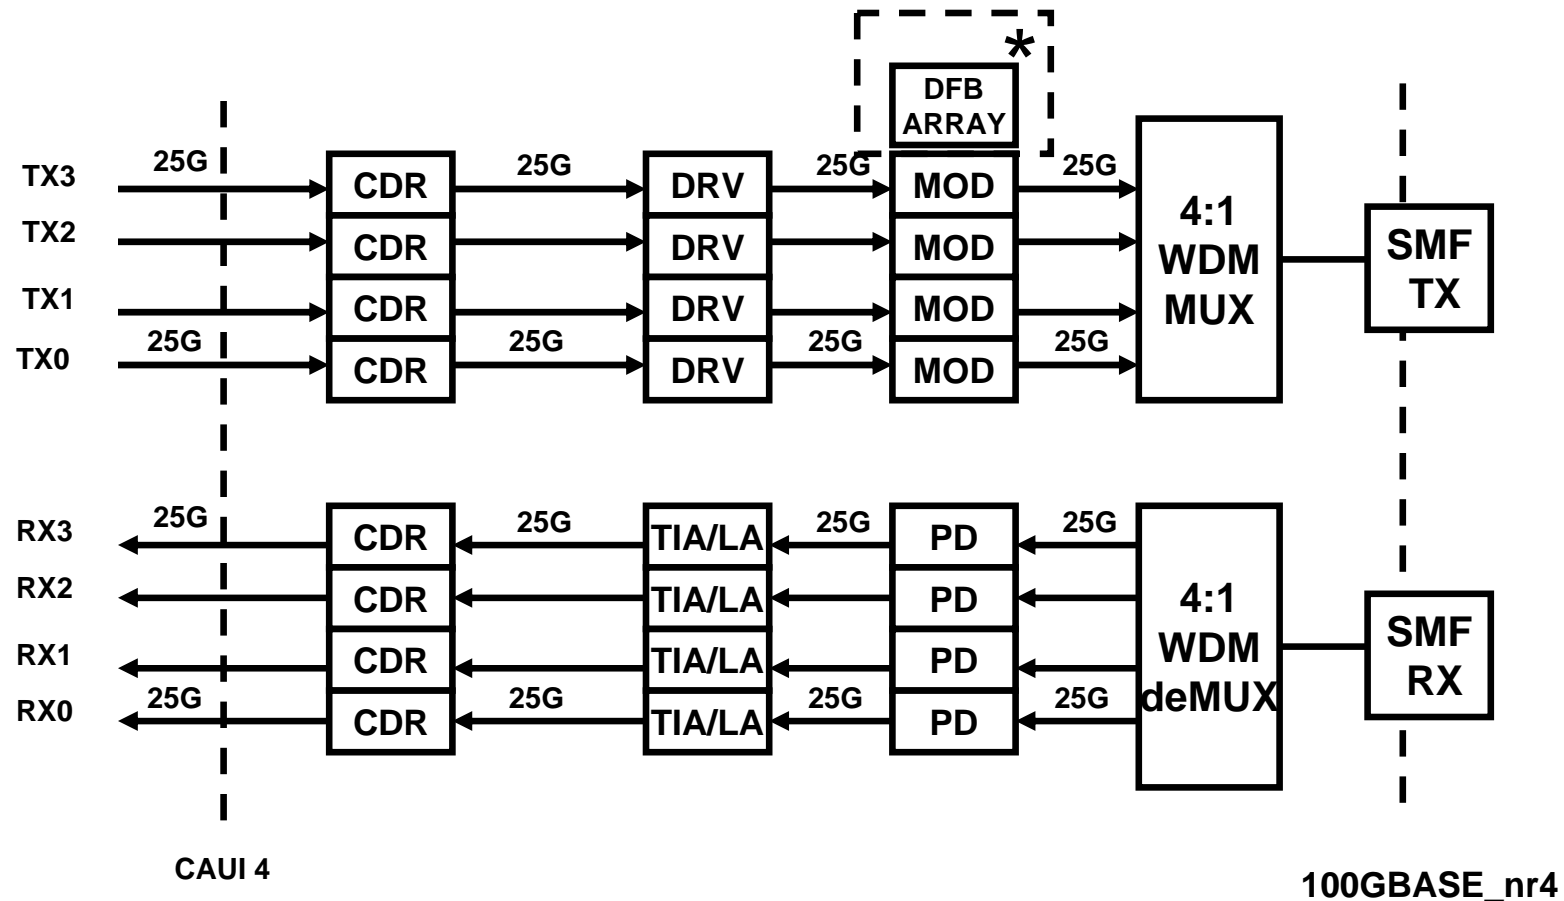 *
DFB
ARRAY
TX3 25G CDR 25G DRV 25G MOD 25G
TX2 CDR DRV MOD
TX1 CDR DRV MOD
TX0 25G CDR 25G DRV 25G MOD 25G
4:1
WDM
MUX
SMF
TX
RX3 25G CDR 25G TIA/LA 25G PD 25G
RX2 CDR TIA/LA PD
RX1 CDR TIA/LA PD
RX0 25G CDR 25G TIA/LA 25G PD 25G
4:1
WDM
deMUX
SMF
RX
CAUI 4
100GBASE_nr4